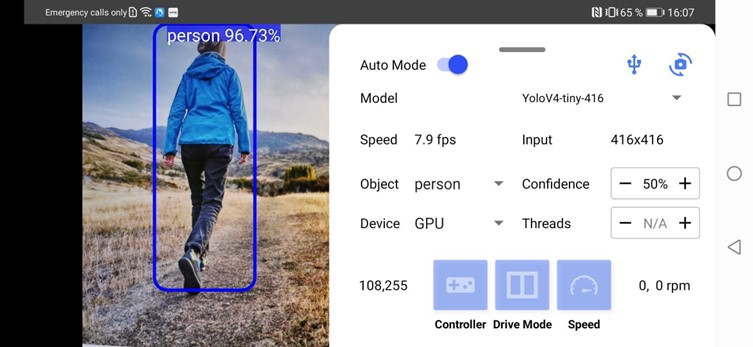 Emergency calls only 65 % 16:07
person 96.73%
Auto Mode
Model YoloV4-tiny-416
Speed 7.9 fps Input 416x416
Object person Confidence − 50% +
Device GPU Threads − N/A +
108,255 0, 0 rpm
Controller Drive Mode Speed